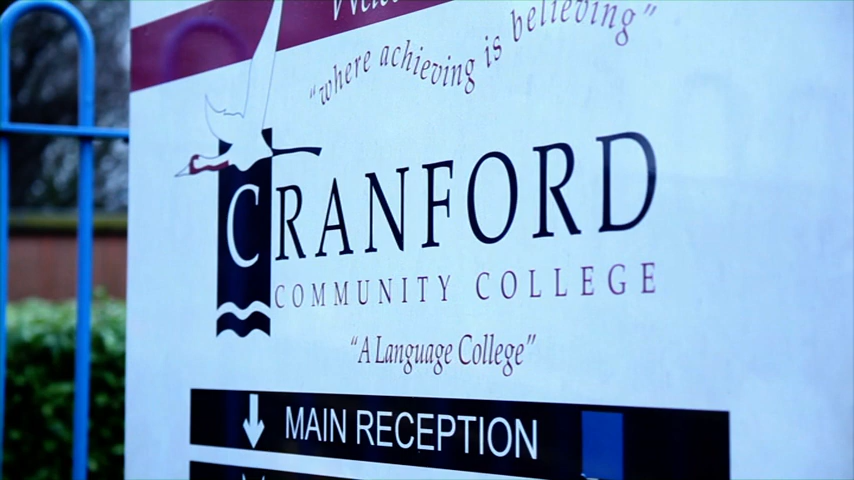 "where achieving is believing"
CRANFORD
COMMUNITY COLLEGE
"A Language College"
MAIN RECEPTION